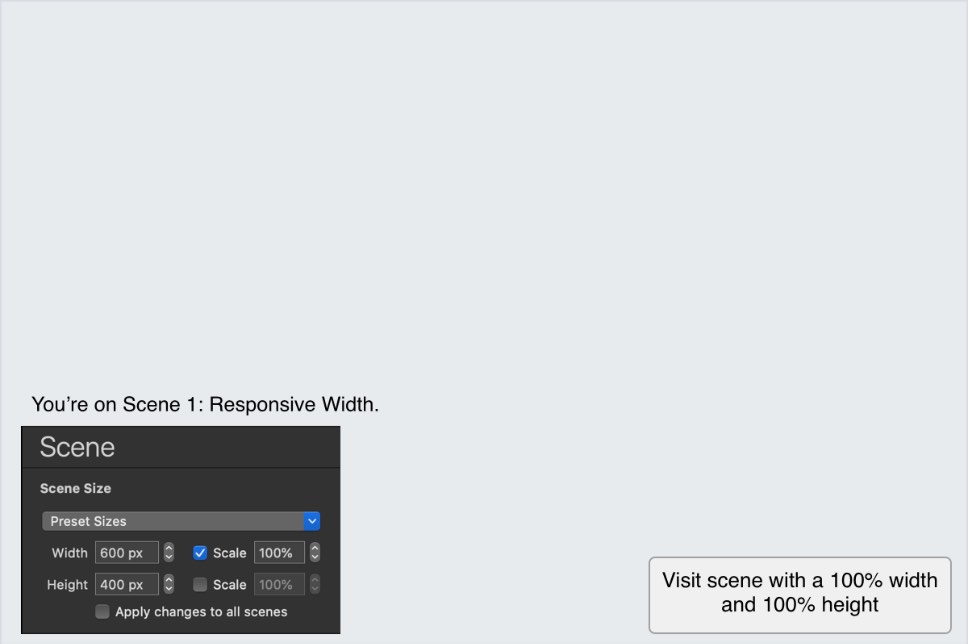 You’re on Scene 1: Responsive Width.
Scene
Scene Size
Preset Sizes
Width 600 px Scale 100%
Height 400 px Scale 100%
Apply changes to all scenes
Visit scene with a 100% width
and 100% height